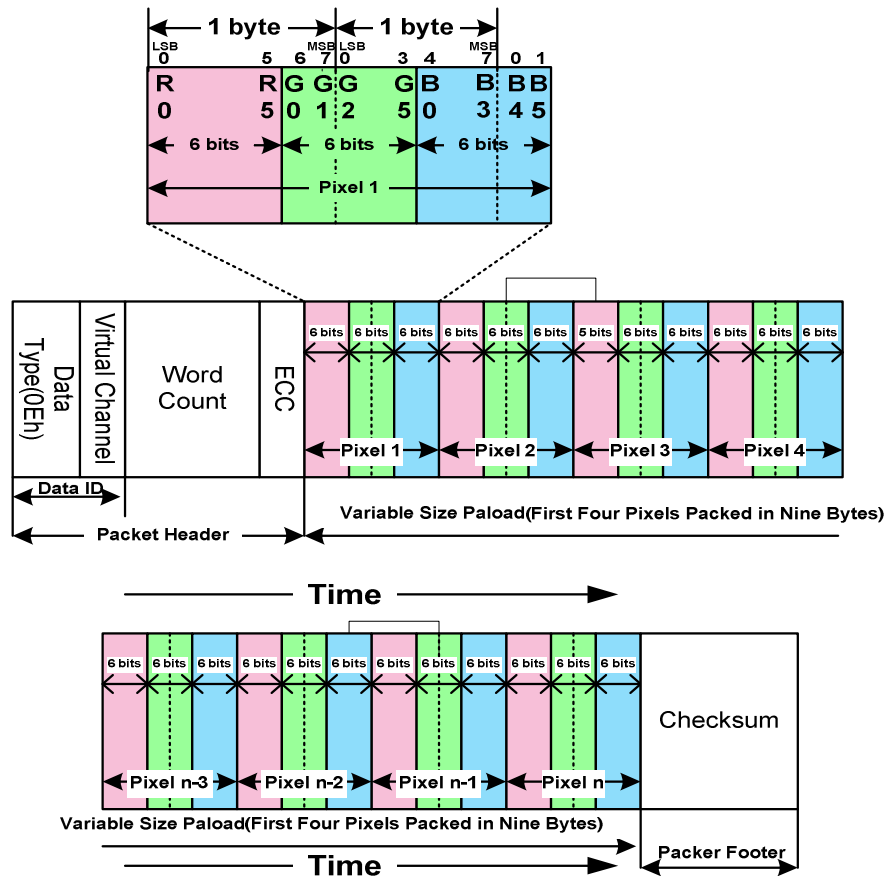 1 byte 1 byte
LSB MSB LSB MSB
0 5 6 7 0 3 4 7 0 1
R R G G G G B B B B
0 5 0 1 2 5 0 3 4 5
6 bits 6 bits 6 bits
Pixel 1
Data Type(0Eh)
Virtual Channel
Word
Count
ECC
6 bits 6 bits 6 bits 6 bits 6 bits 6 bits 5 bits 6 bits 6 bits 6 bits 6 bits 6 bits
Pixel 1 Pixel 2 Pixel 3 Pixel 4
Data ID
Packet Header
Variable Size Paload(First Four Pixels Packed in Nine Bytes)
Time
6 bits 6 bits 6 bits 6 bits 6 bits 6 bits 6 bits 6 bits 6 bits 6 bits 6 bits 6 bits
Checksum
Pixel n-3 Pixel n-2 Pixel n-1 Pixel n
Variable Size Paload(First Four Pixels Packed in Nine Bytes)
Packer Footer
Time